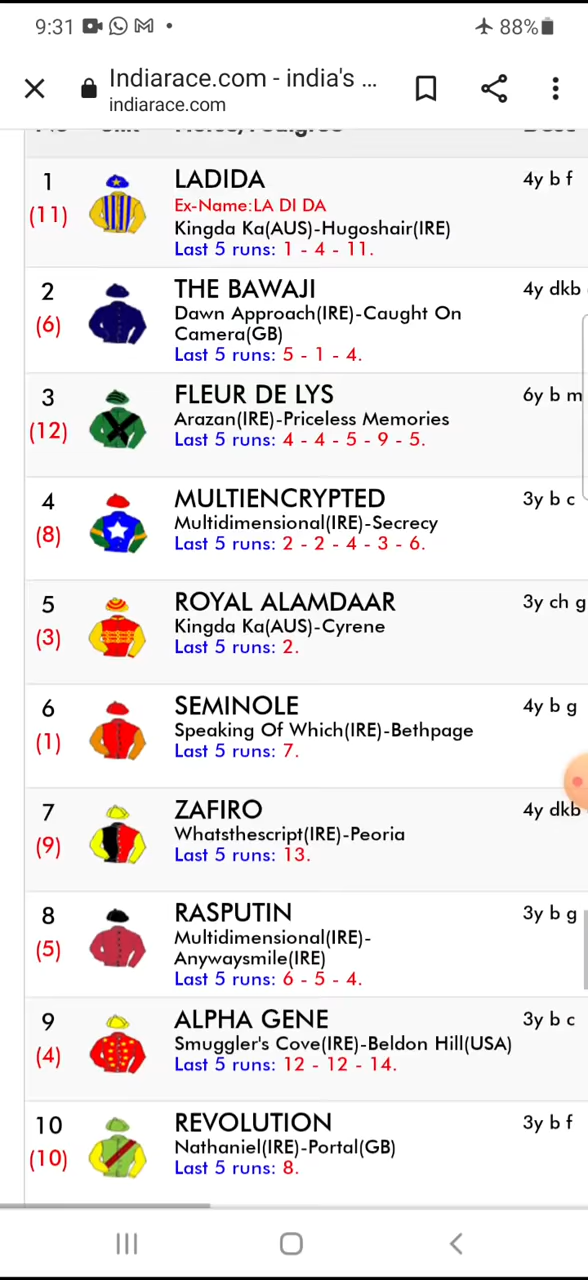 9:31
88%
Indiarace.com - india's ...
indiarace.com
1
(11)
LADIDA
4y b f
Ex-Name:LA DI DA
Kingda Ka(AUS)-Hugoshair(IRE)
Last 5 runs: 1 - 4 - 11.
2
(6)
THE BAWAJI
4y dkb
Dawn Approach(IRE)-Caught On
Camera(GB)
Last 5 runs: 5 - 1 - 4.
3
(12)
FLEUR DE LYS
6y b m
Arazan(IRE)-Priceless Memories
Last 5 runs: 4 - 4 - 5 - 9 - 5.
4
(8)
MULTIENCRYPTED
3y b c
Multidimensional(IRE)-Secrecy
Last 5 runs: 2 - 2 - 4 - 3 - 6.
5
(3)
ROYAL ALAMDAAR
3y ch g
Kingda Ka(AUS)-Cyrene
Last 5 runs: 2.
6
(1)
SEMINOLE
4y b g
Speaking Of Which(IRE)-Bethpage
Last 5 runs: 7.
7
(9)
ZAFIRO
4y dkb
Whatsthescript(IRE)-Peoria
Last 5 runs: 13.
8
(5)
RASPUTIN
3y b g
Multidimensional(IRE)-
Anywaysmile(IRE)
Last 5 runs: 6 - 5 - 4.
9
(4)
ALPHA GENE
3y b c
Smuggler's Cove(IRE)-Beldon Hill(USA)
Last 5 runs: 12 - 12 - 14.
10
(10)
REVOLUTION
3y b f
Nathaniel(IRE)-Portal(GB)
Last 5 runs: 8.